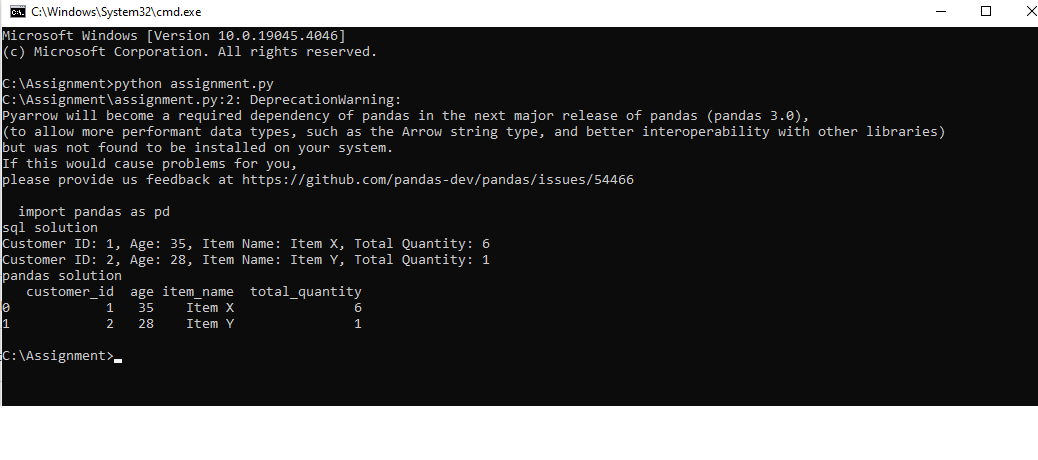 C:\Windows\System32\cmd.exe
Microsoft Windows [Version 10.0.19045.4046]
(c) Microsoft Corporation. All rights reserved.
C:\Assignment>python assignment.py
C:\Assignment\assignment.py:2: DeprecationWarning:
Pyarrow will become a required dependency of pandas in the next major release of pandas (pandas 3.0),
(to allow more performant data types, such as the Arrow string type, and better interoperability with other libraries)
but was not found to be installed on your system.
If this would cause problems for you,
please provide us feedback at https://github.com/pandas-dev/pandas/issues/54466
  import pandas as pd
sql solution
Customer ID: 1, Age: 35, Item Name: Item X, Total Quantity: 6
Customer ID: 2, Age: 28, Item Name: Item Y, Total Quantity: 1
pandas solution
   customer_id  age item_name  total_quantity
0            1   35    Item X               6
1            2   28    Item Y               1
C:\Assignment>